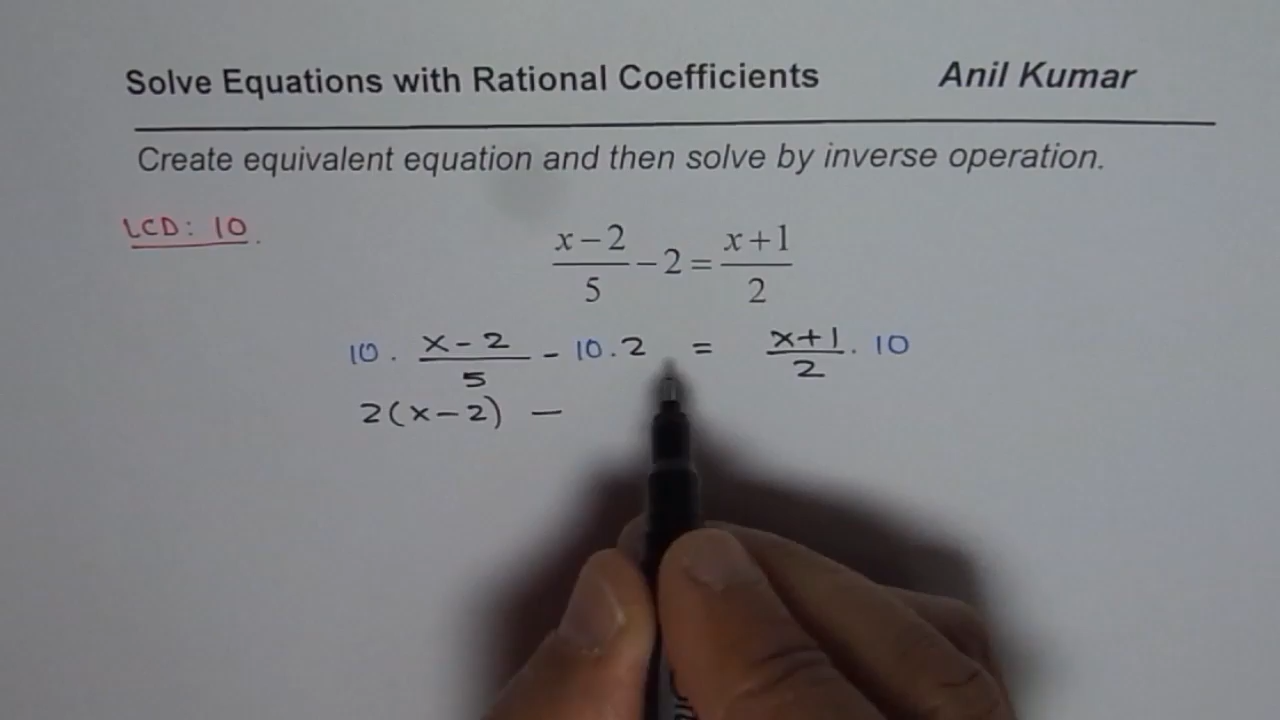 Solve Equations with Rational Coefficients Anil Kumar
Create equivalent equation and then solve by inverse operation.
LCD: 10.
(x-2)/5 - 2 = (x+1)/2
10 . (x-2)/5 - 10.2 = (x+1)/2 . 10
2(x-2) -